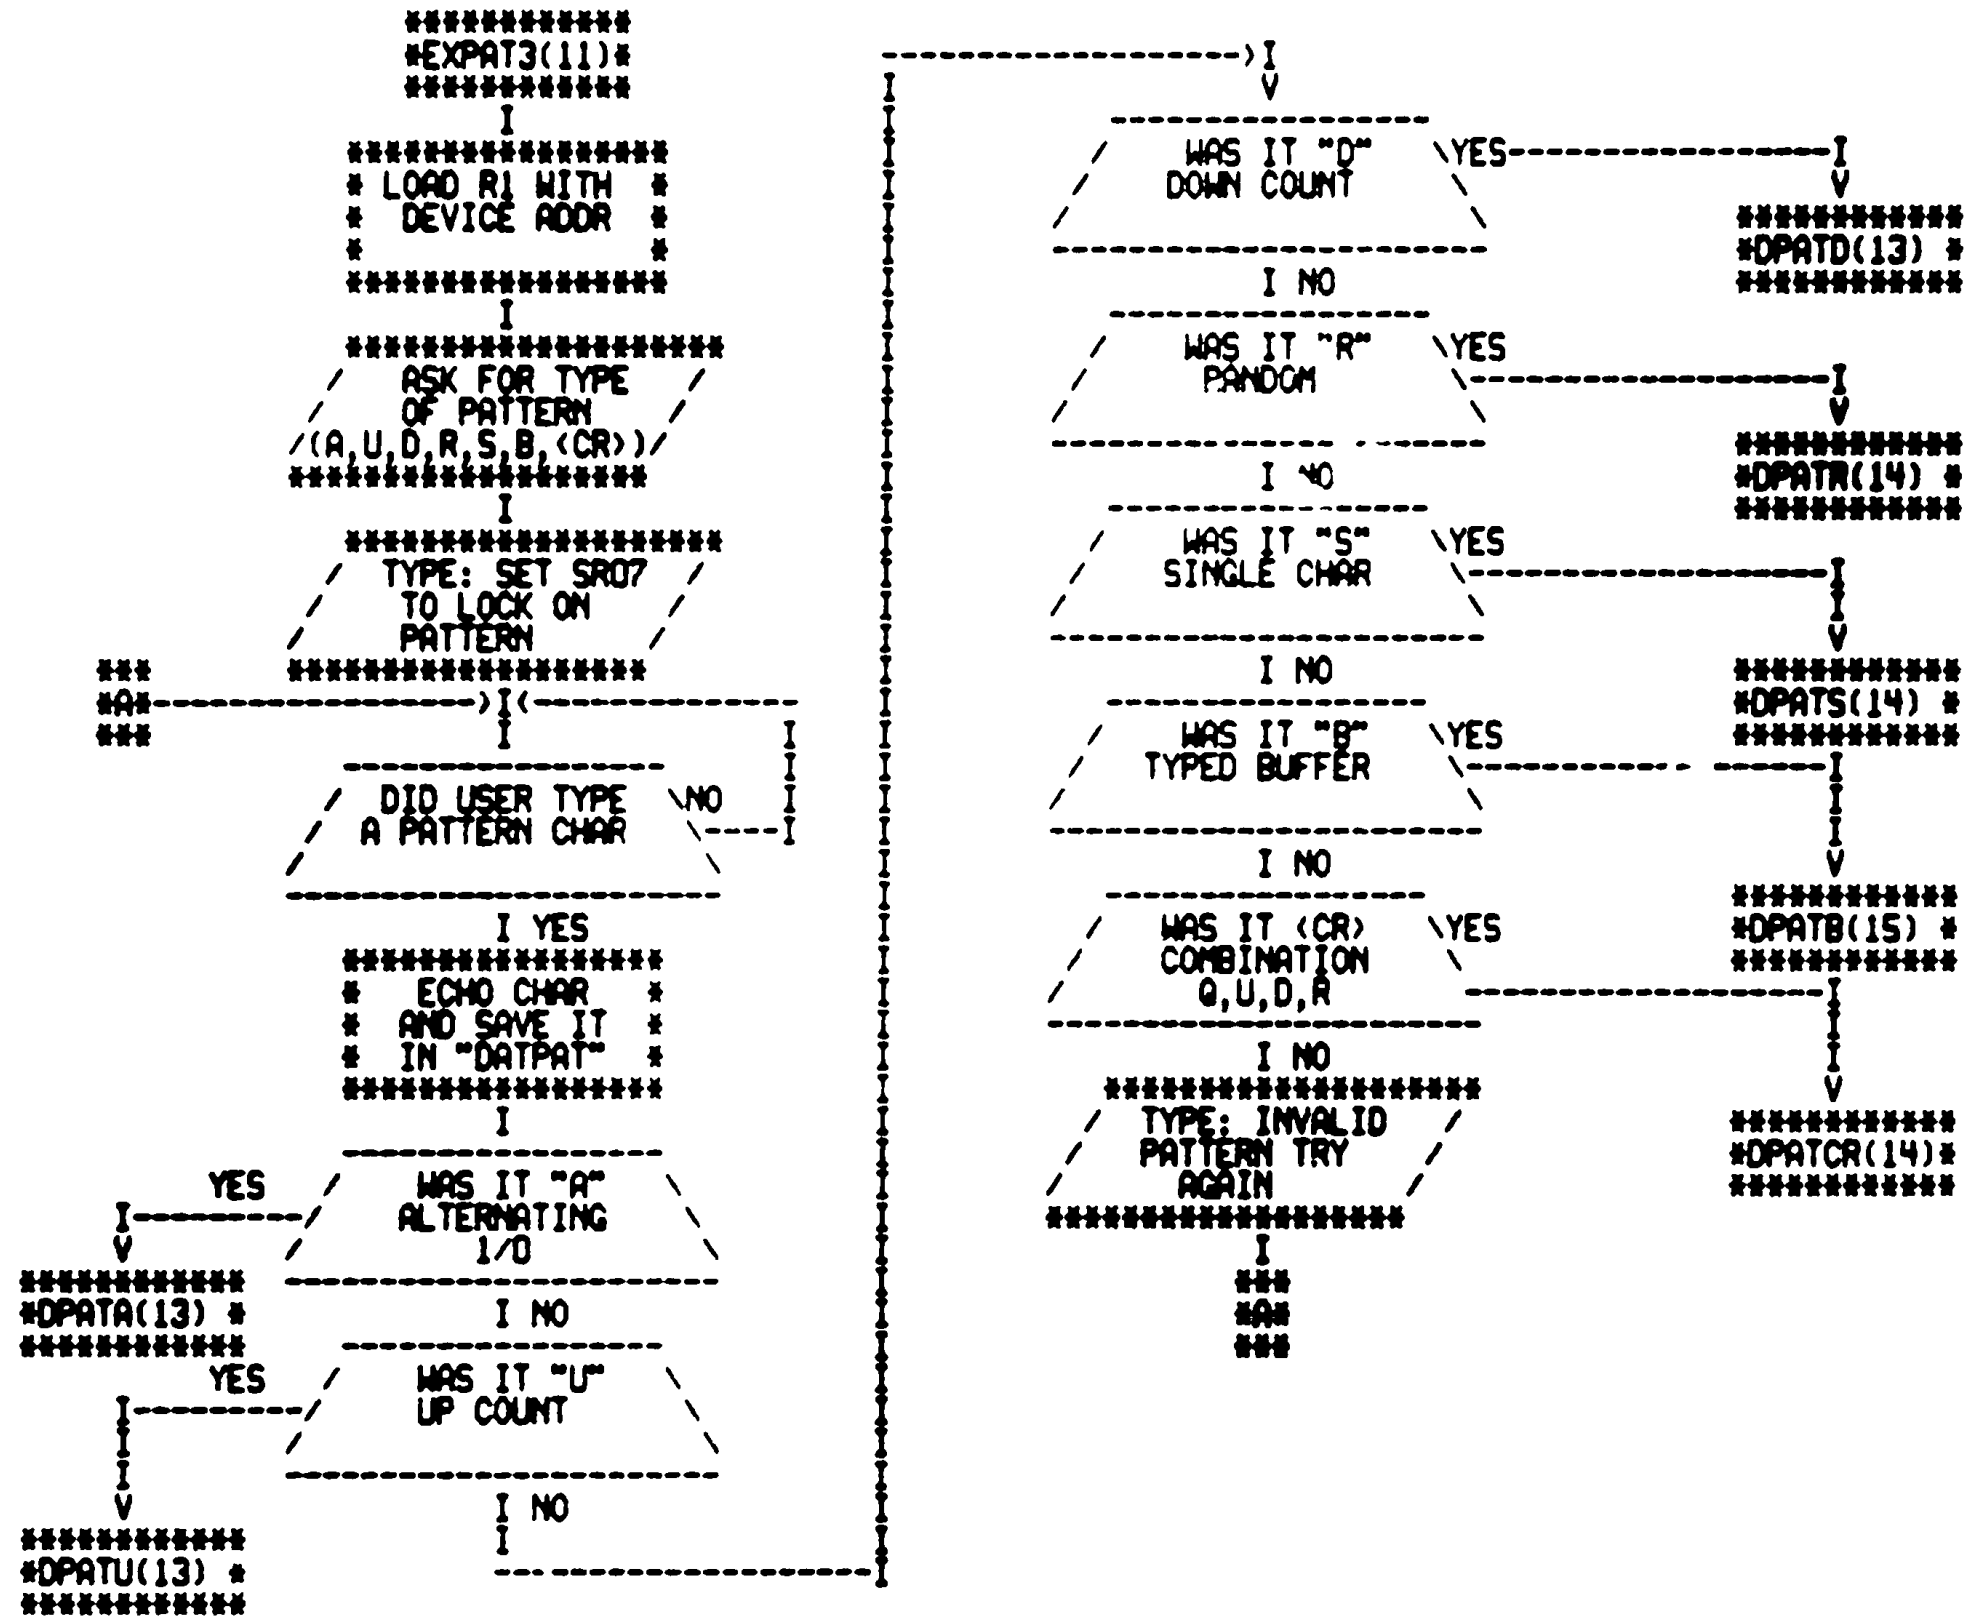 EXPAT3(11)
LOAD R1 WITH
DEVICE ADDR
ASK FOR TYPE
OF PATTERN
(A,U,D,R,S,B,<CR>)
TYPE: SET SR07
TO LOCK ON
PATTERN
A
DID USER TYPE
A PATTERN CHAR
NO
YES
ECHO CHAR
AND SAVE IT
IN "DATPAT"
YES
WAS IT "A"
ALTERNATING
1/0
DPATA(13)
NO
YES
WAS IT "U"
UP COUNT
NO
DPATU(13)
WAS IT "D"
DOWN COUNT
YES
DPATD(13)
NO
WAS IT "R"
RANDOM
YES
DPATR(14)
NO
WAS IT "S"
SINGLE CHAR
YES
DPATS(14)
NO
WAS IT "B"
TYPED BUFFER
YES
DPATB(15)
NO
WAS IT <CR>
COMBINATION
Q,U,D,R
YES
DPATCR(14)
NO
TYPE: INVALID
PATTERN TRY
AGAIN
A